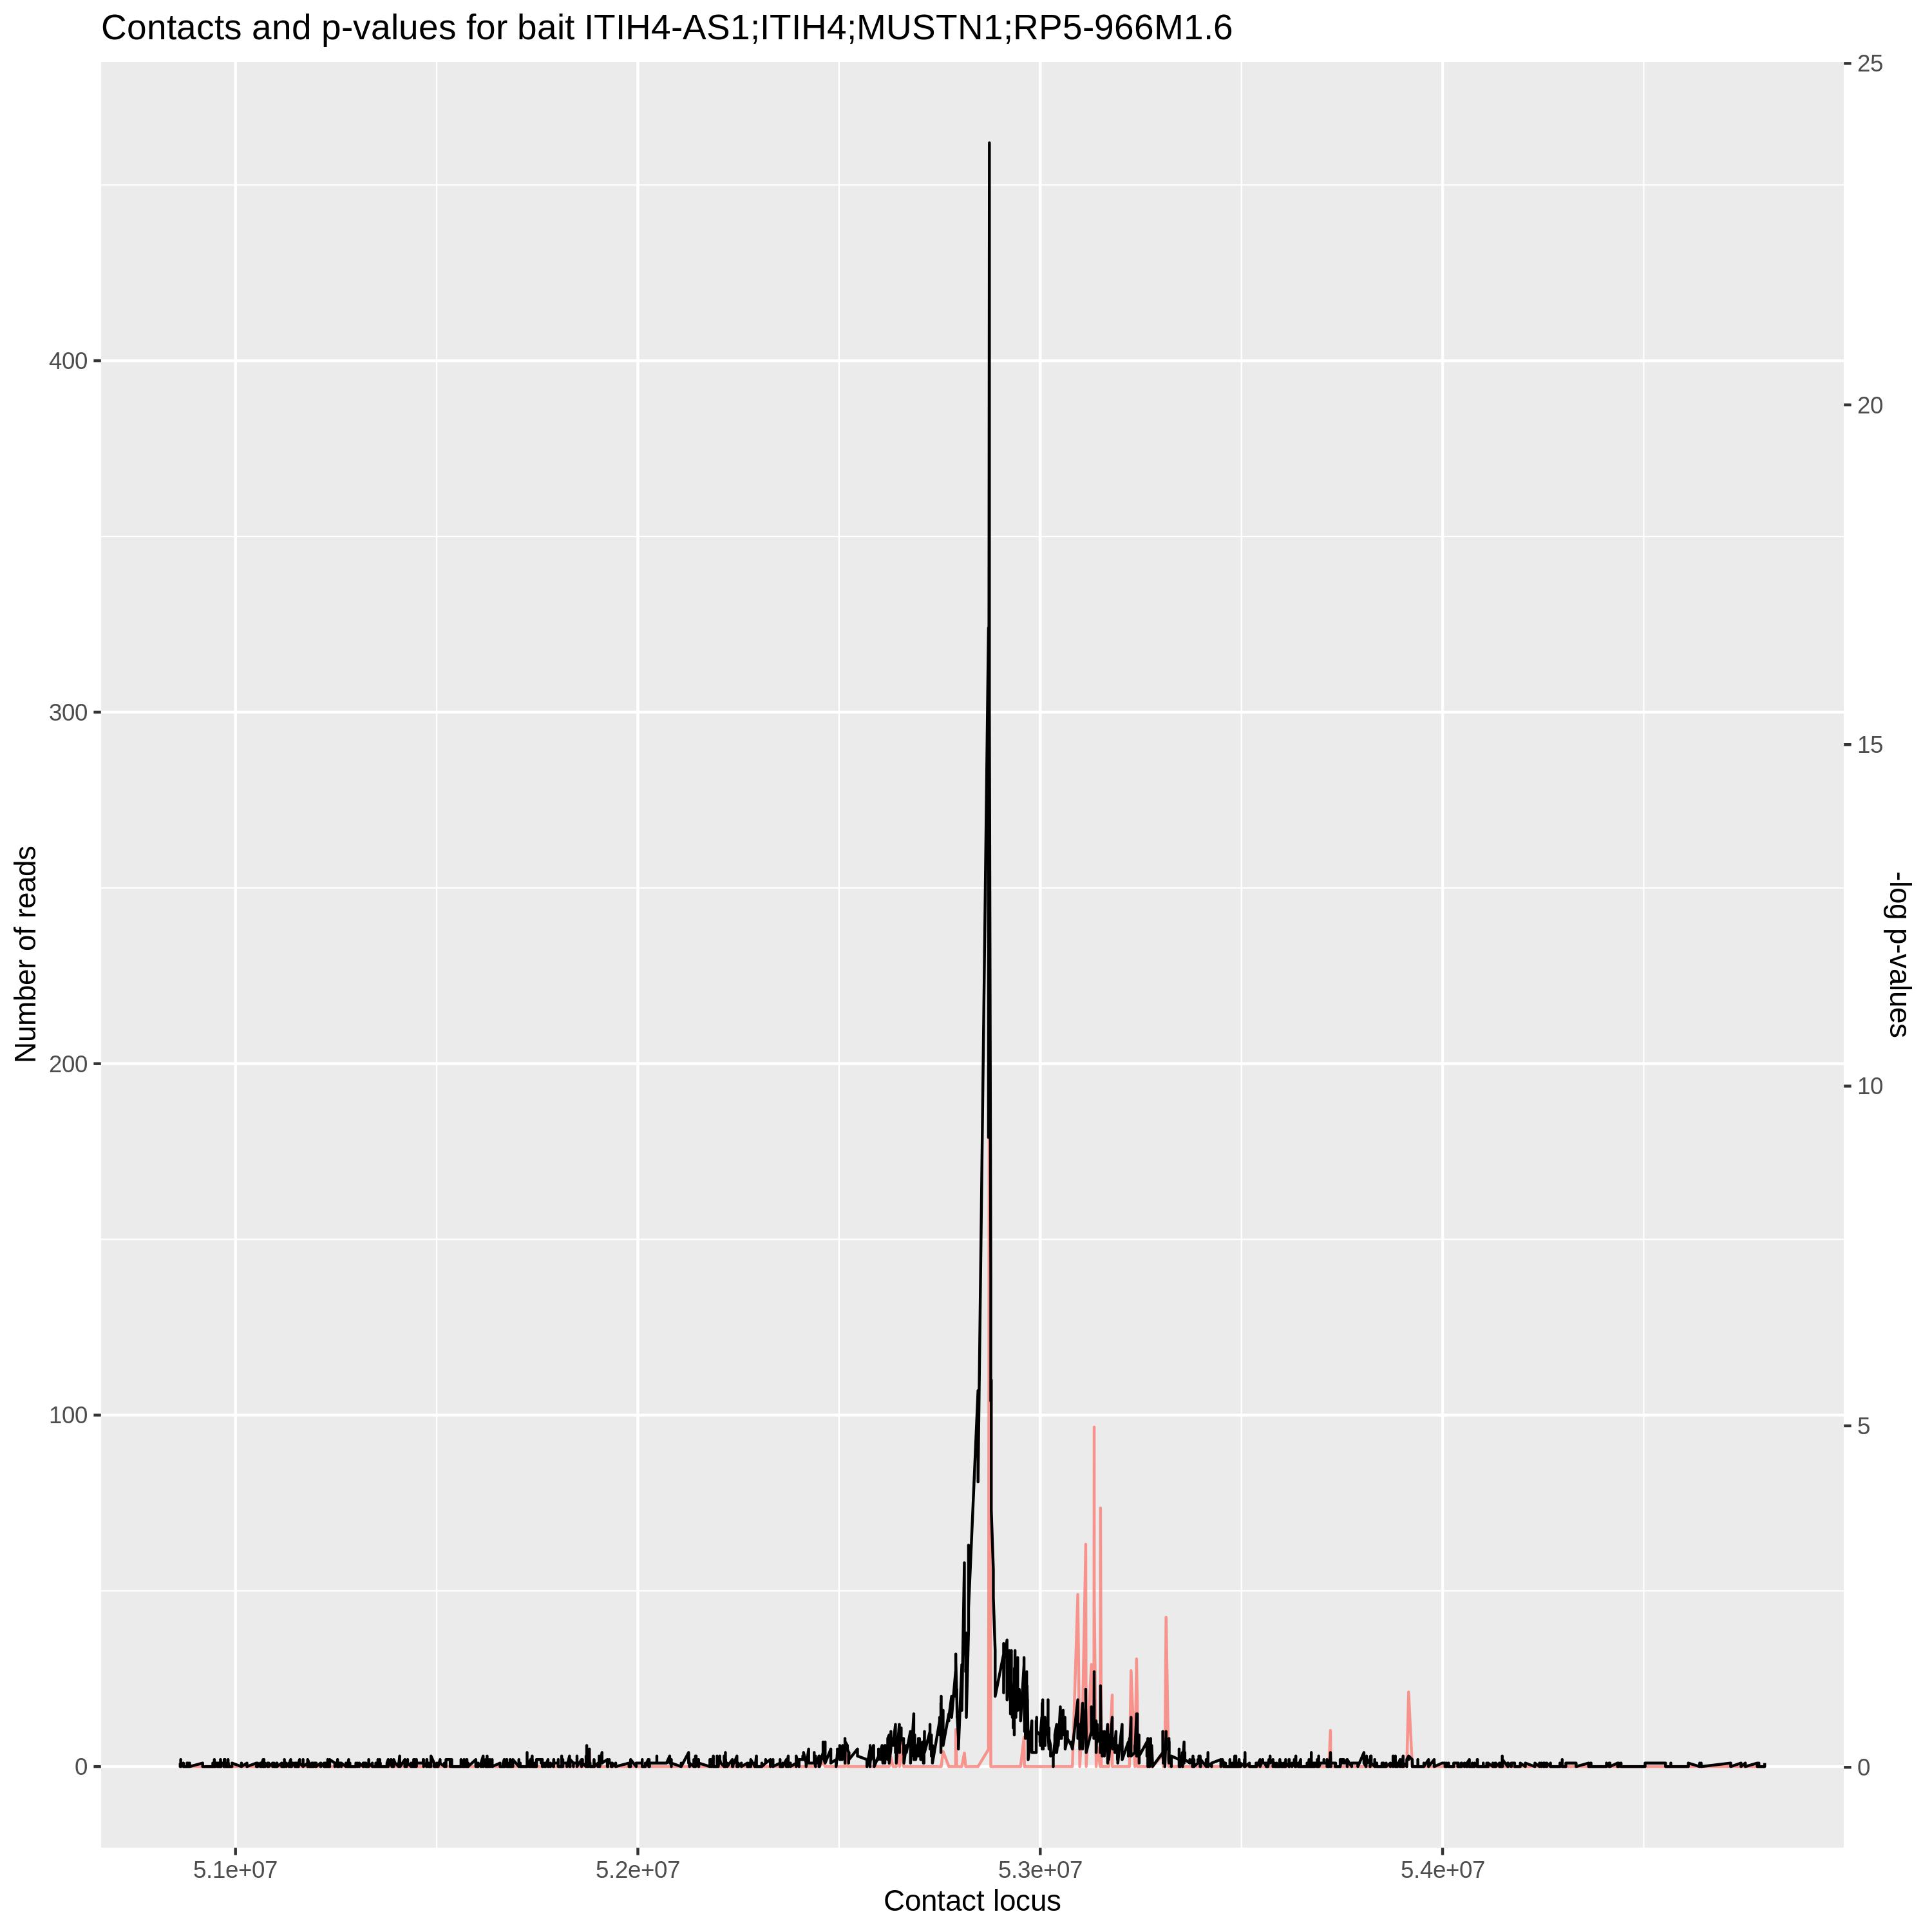 Contacts and p-values for bait ITIH4-AS1;ITIH4;MUSTN1;RP5-966M1.6
25
400
20
300
15
Number of reads
-log p-values
200
10
100
5
0
0
5.1e+07
5.2e+07
5.3e+07
5.4e+07
Contact locus